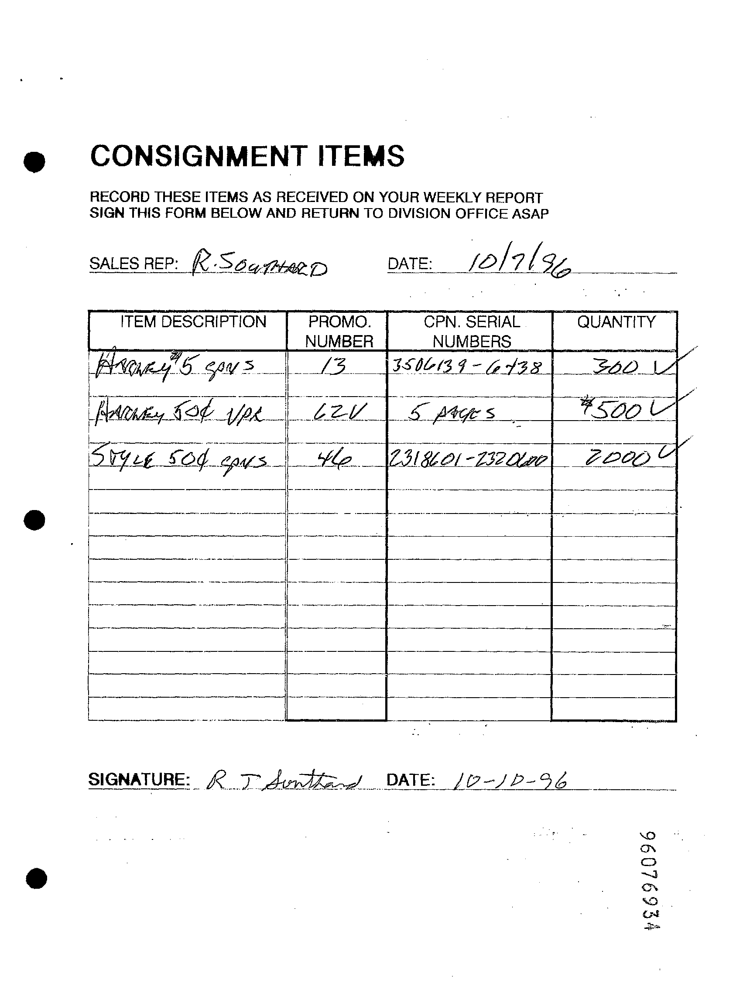 CONSIGNMENT ITEMS
RECORD THESE ITEMS AS RECEIVED ON YOUR WEEKLY REPORT
SIGN THIS FORM BELOW AND RETURN TO DIVISION OFFICE ASAP
SALES REP: R. SOUTHARD DATE: 10/7/96
ITEM DESCRIPTION PROMO. NUMBER CPN. SERIAL NUMBERS QUANTITY
HARLEY $5 CPNS 13 3506139-6438 300 ✓
HARLEY 50¢ VPR 62V 5 PAGES $500 ✓
STYLE 50¢ CPNS 46 2318601-2320600 2000 ✓
SIGNATURE: R T Southard DATE: 10-10-96
96076934